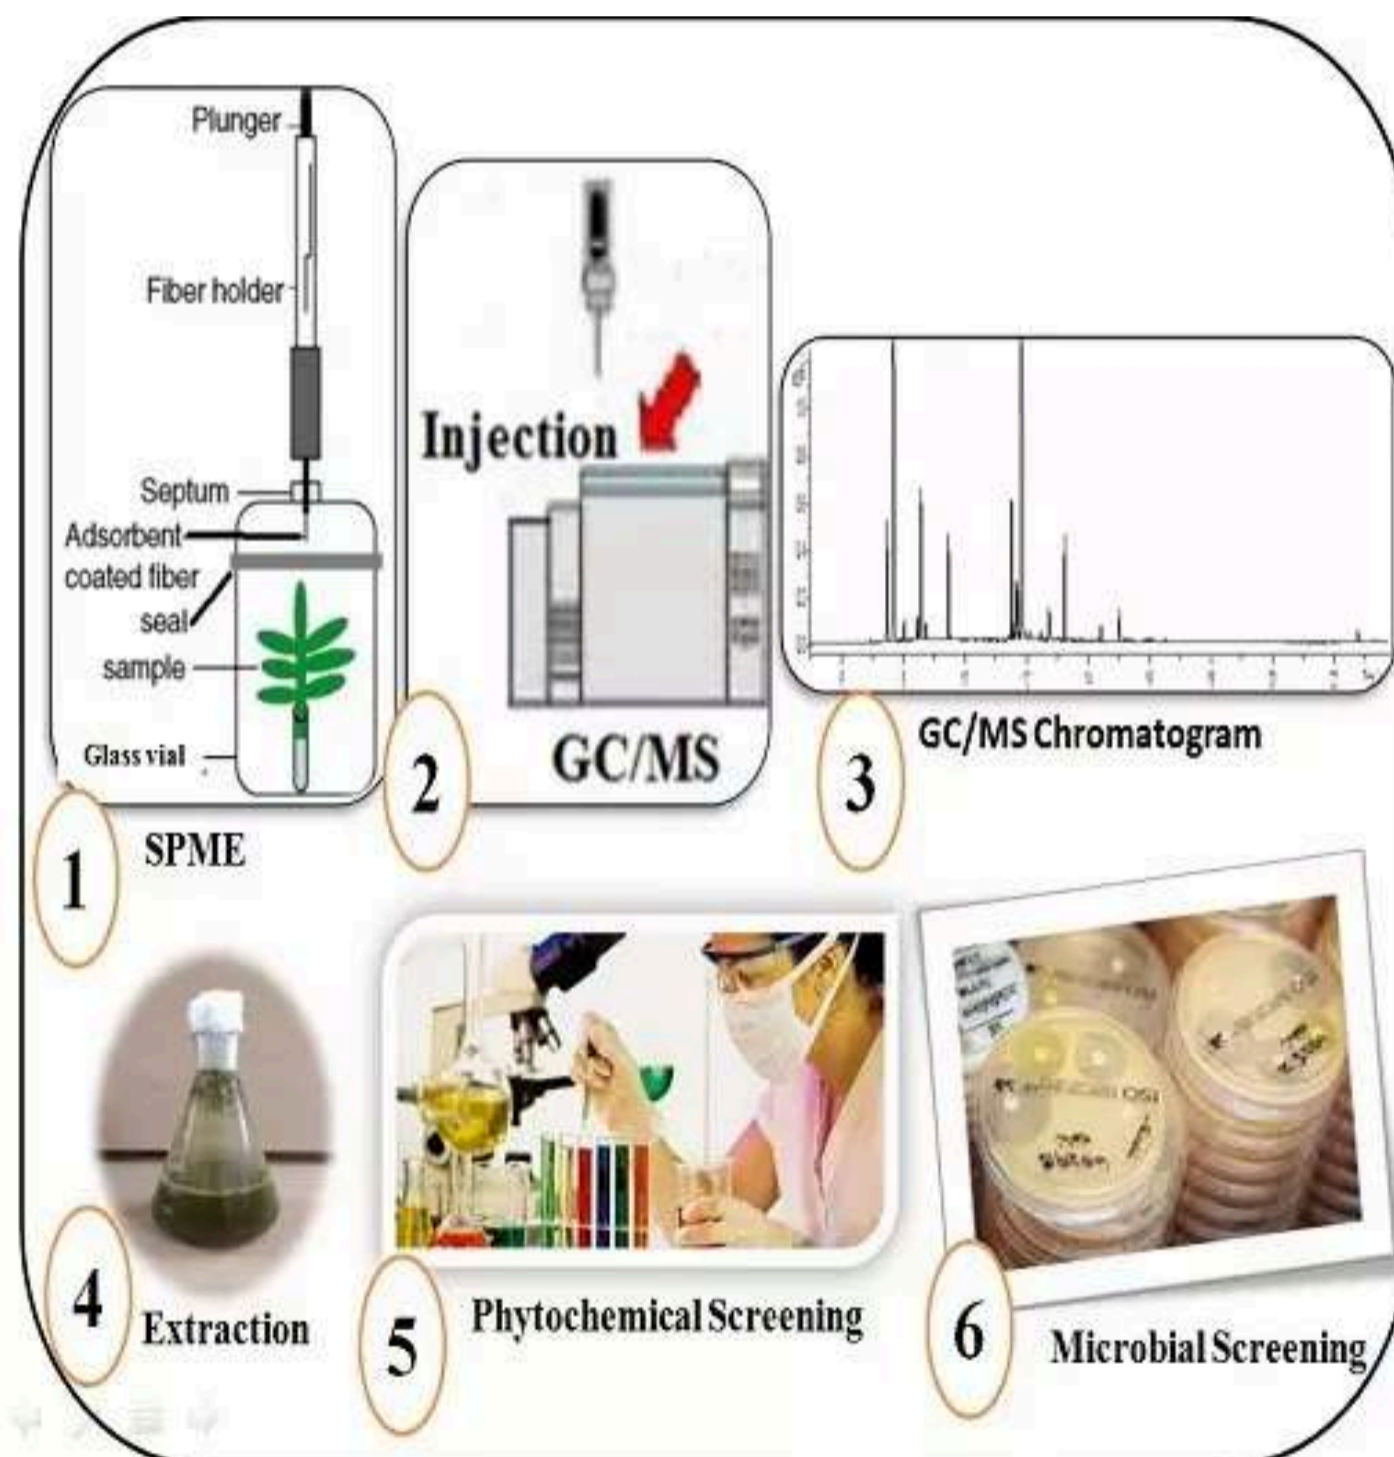 Plunger
Fiber holder
Septum
Adsorbent
coated fiber
seal
sample
Glass vial
1
SPME
Injection
GC/MS
2
3
GC/MS Chromatogram
4
Extraction
5
Phytochemical Screening
6
Microbial Screening